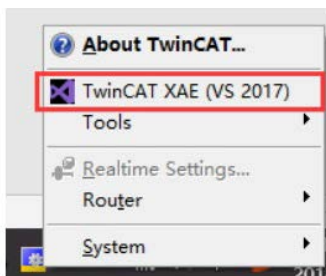 About TwinCAT...
TwinCAT XAE (VS 2017)
Tools
Realtime Settings...
Router
System